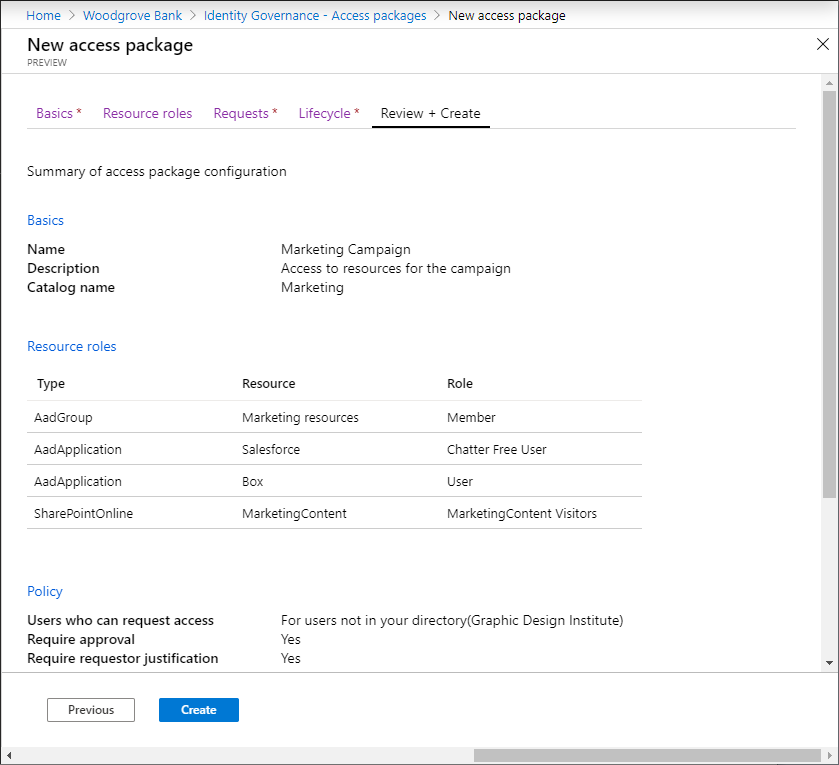 Home > Woodgrove Bank > Identity Governance - Access packages > New access package
New access package
PREVIEW
Basics * Resource roles Requests * Lifecycle * Review + Create
Summary of access package configuration
Basics
Name Marketing Campaign
Description Access to resources for the campaign
Catalog name Marketing
Resource roles
Type Resource Role
AadGroup Marketing resources Member
AadApplication Salesforce Chatter Free User
AadApplication Box User
SharePointOnline MarketingContent MarketingContent Visitors
Policy
Users who can request access For users not in your directory(Graphic Design Institute)
Require approval Yes
Require requestor justification Yes
Previous Create